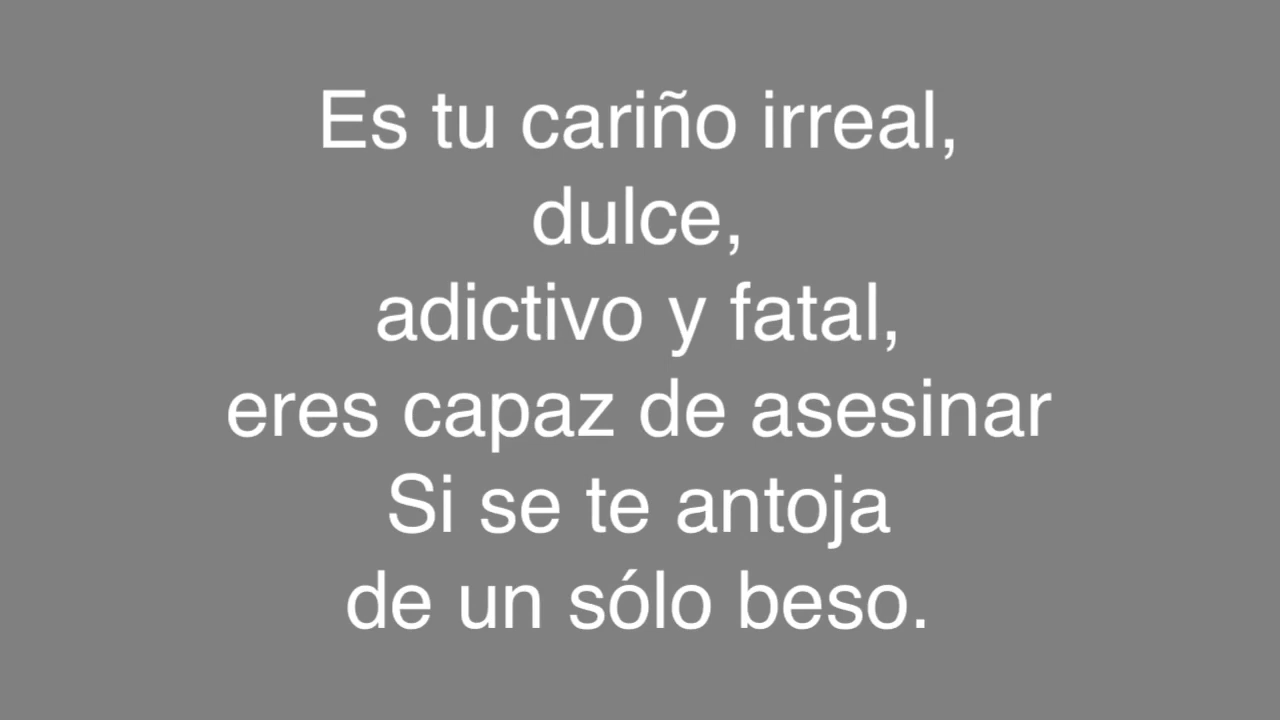 Es tu cariño irreal,
dulce,
adictivo y fatal,
eres capaz de asesinar
Si se te antoja
de un sólo beso.